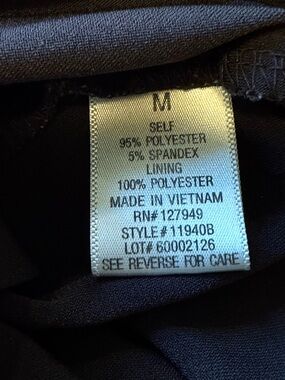 M
SELF
95% POLYESTER
5% SPANDEX
LINING
100% POLYESTER
MADE IN VIETNAM
RN# 127949
STYLE# 11940B
LOT# 60002126
SEE REVERSE FOR CARE